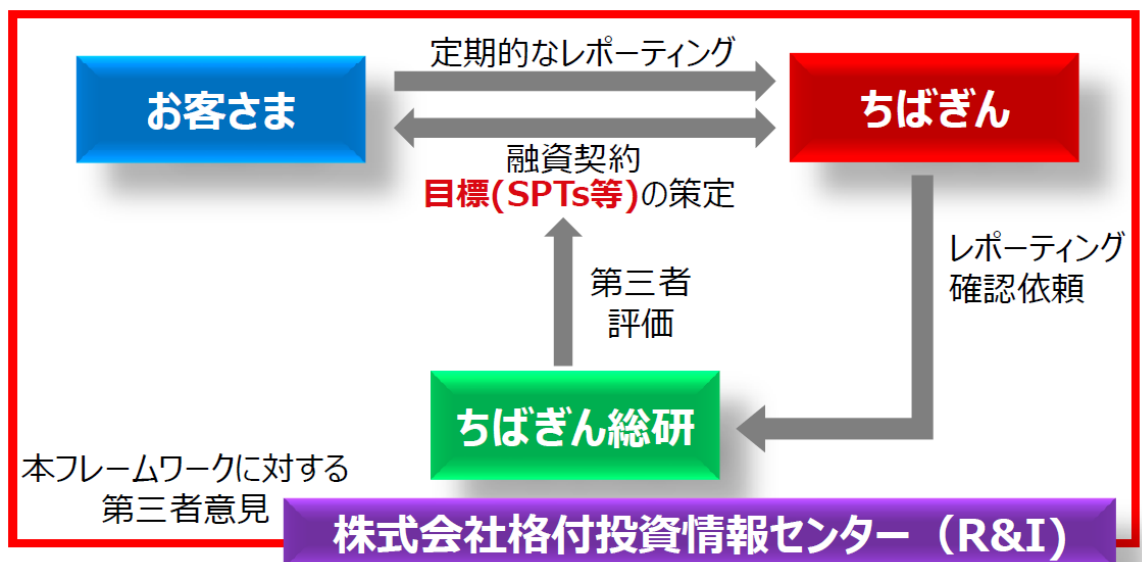 定期的なレポーティング
お客さま
ちばぎん
融資契約
目標(SPTs等)の策定
レポーティング
確認依頼
第三者
評価
ちばぎん総研
本フレームワークに対する
第三者意見
株式会社格付投資情報センター（R&I）